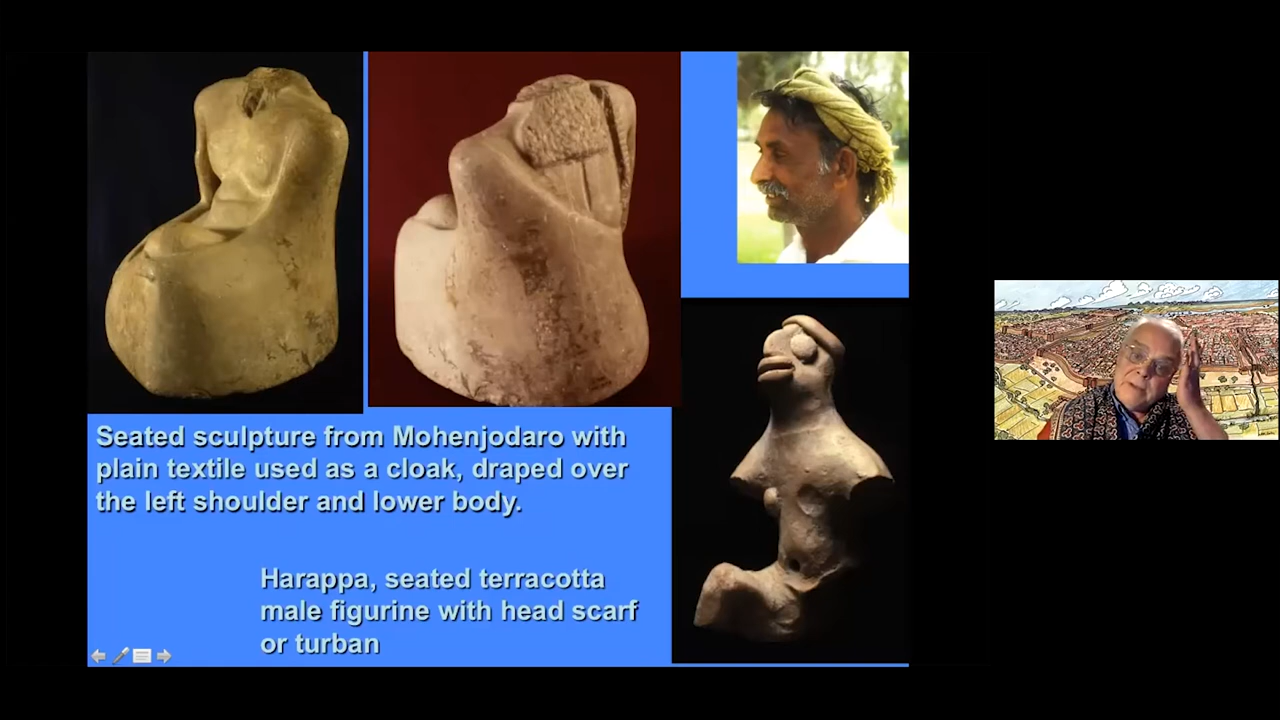 Seated sculpture from Mohenjodaro with
plain textile used as a cloak, draped over
the left shoulder and lower body.
Harappa, seated terracotta
male figurine with head scarf
or turban